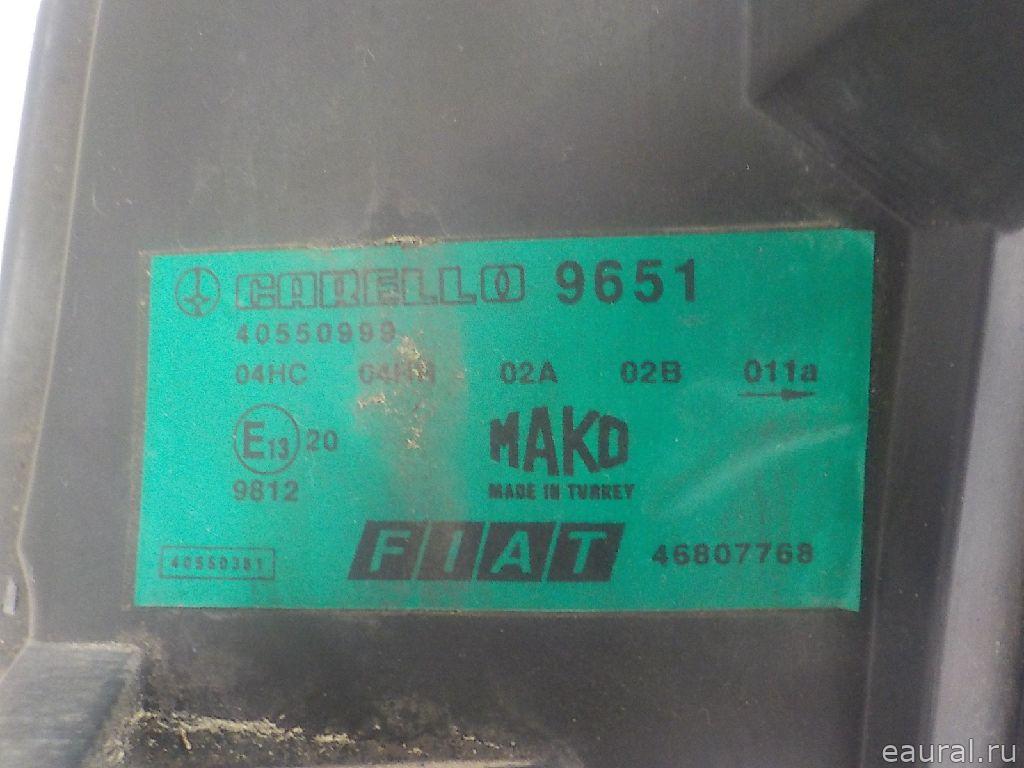 CARELLO 9651
40550999
04HC 04HR 02A 02B 011a
E13 20
MAKO
9812
MADE IN TURKEY
40550381
FIAT
46807768
eaural.ru